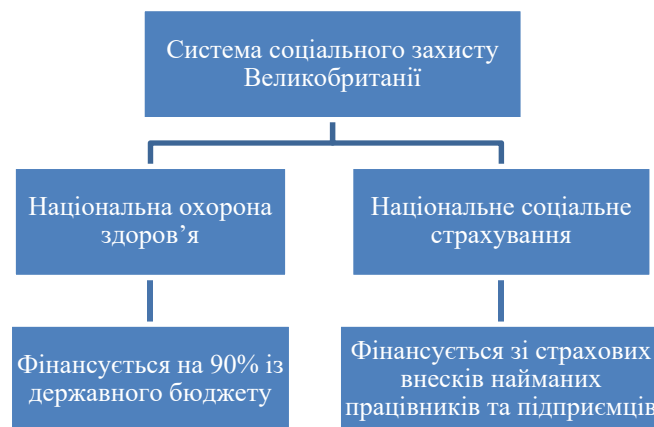 Система соціального захисту
Великобританії
Національна охорона
здоров’я
Національне соціальне
страхування
Фінансується на 90% із
державного бюджету
Фінансується зі страхових
внесків найманих
працівників та підприємців